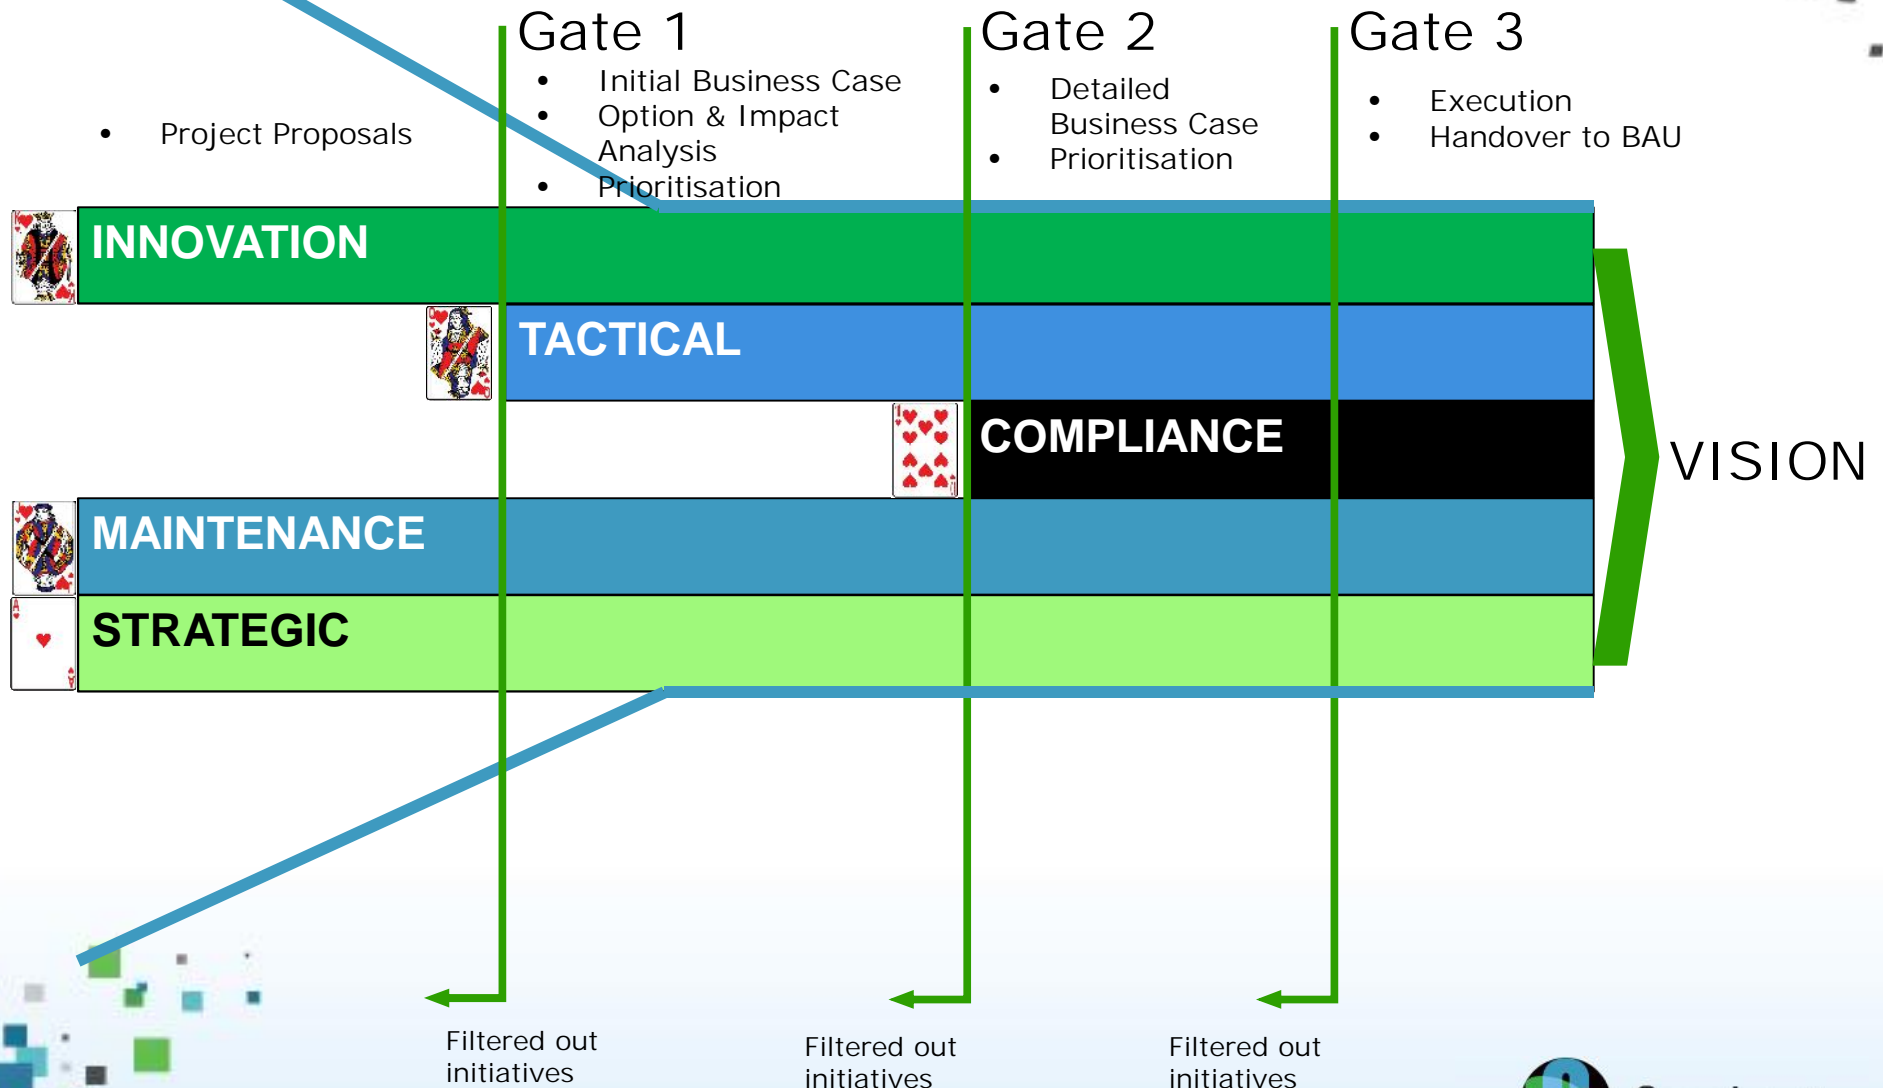 Gate 1
Gate 2
Gate 3
• Project Proposals
• Initial Business Case
• Option & Impact
Analysis
• Prioritisation
• Detailed
Business Case
• Prioritisation
• Execution
• Handover to BAU
INNOVATION
TACTICAL
COMPLIANCE
MAINTENANCE
STRATEGIC
VISION
Filtered out
initiatives
Filtered out
initiatives
Filtered out
initiatives